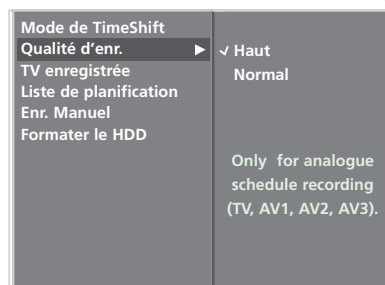 Mode de TimeShift
Qualité d'enr.
TV enregistrée
Liste de planification
Enr. Manuel
Formater le HDD
Haut
Normal
Only for analogue
schedule recording
(TV, AV1, AV2, AV3).